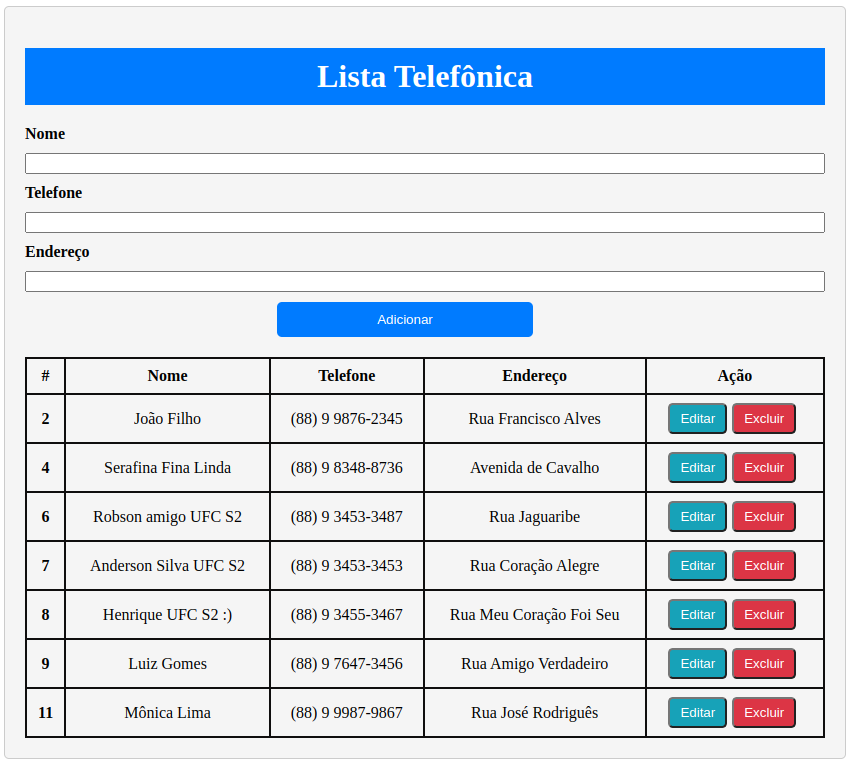 Lista Telefônica
Nome
Telefone
Endereço
Adicionar
# Nome Telefone Endereço Ação
2 João Filho (88) 9 9876-2345 Rua Francisco Alves Editar Excluir
4 Serafina Fina Linda (88) 9 8348-8736 Avenida de Cavalho Editar Excluir
6 Robson amigo UFC S2 (88) 9 3453-3487 Rua Jaguaribe Editar Excluir
7 Anderson Silva UFC S2 (88) 9 3453-3453 Rua Coração Alegre Editar Excluir
8 Henrique UFC S2 :) (88) 9 3455-3467 Rua Meu Coração Foi Seu Editar Excluir
9 Luiz Gomes (88) 9 7647-3456 Rua Amigo Verdadeiro Editar Excluir
11 Mônica Lima (88) 9 9987-9867 Rua José Rodriguês Editar Excluir